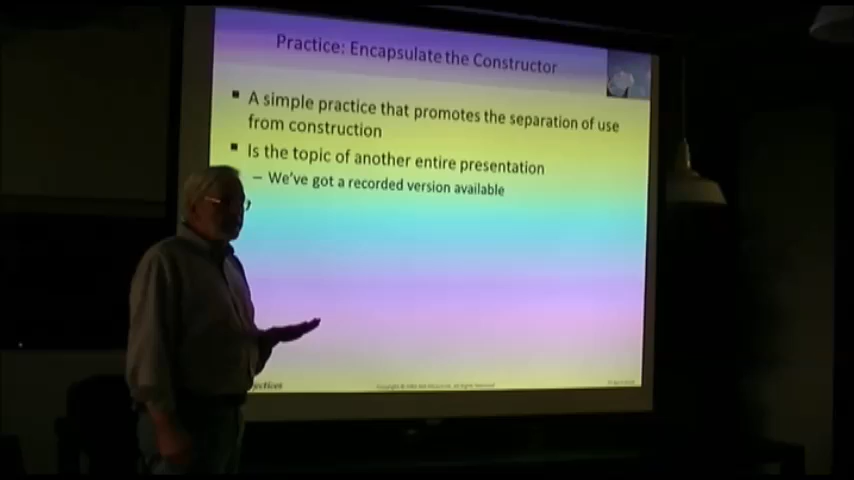 Practice: Encapsulate the Constructor
A simple practice that promotes the separation of use
from construction
Is the topic of another entire presentation
– We've got a recorded version available